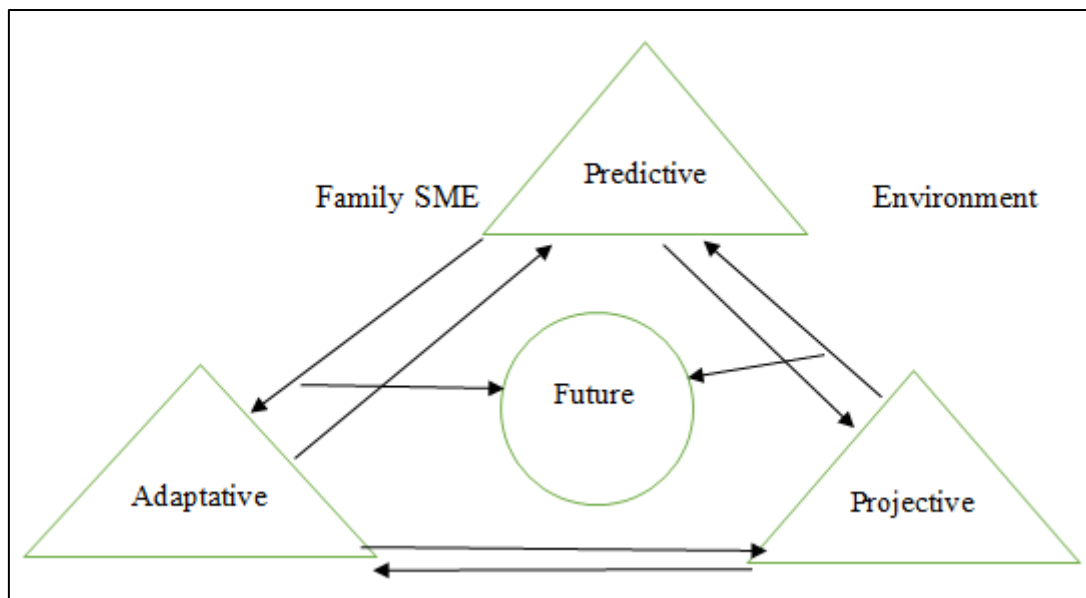 Predictive
Family SME
Environment
Future
Adaptative
Projective